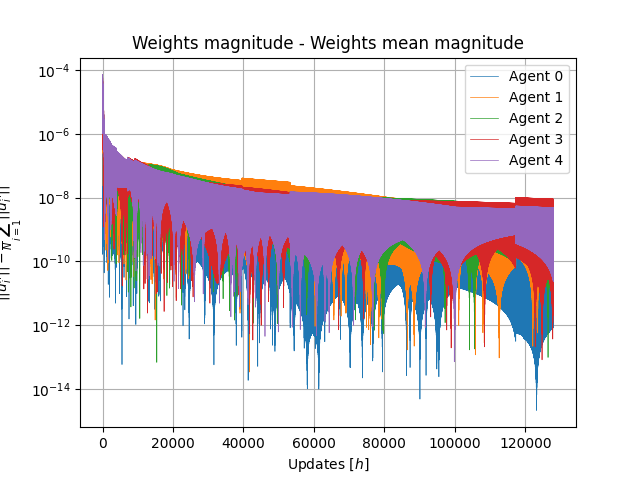 Weights magnitude - Weights mean magnitude
Agent 0
Agent 1
Agent 2
Agent 3
Agent 4
10⁻⁴
10⁻⁶
10⁻⁸
10⁻¹⁰
10⁻¹²
10⁻¹⁴
0 20000 40000 60000 80000 100000 120000
Updates [h]